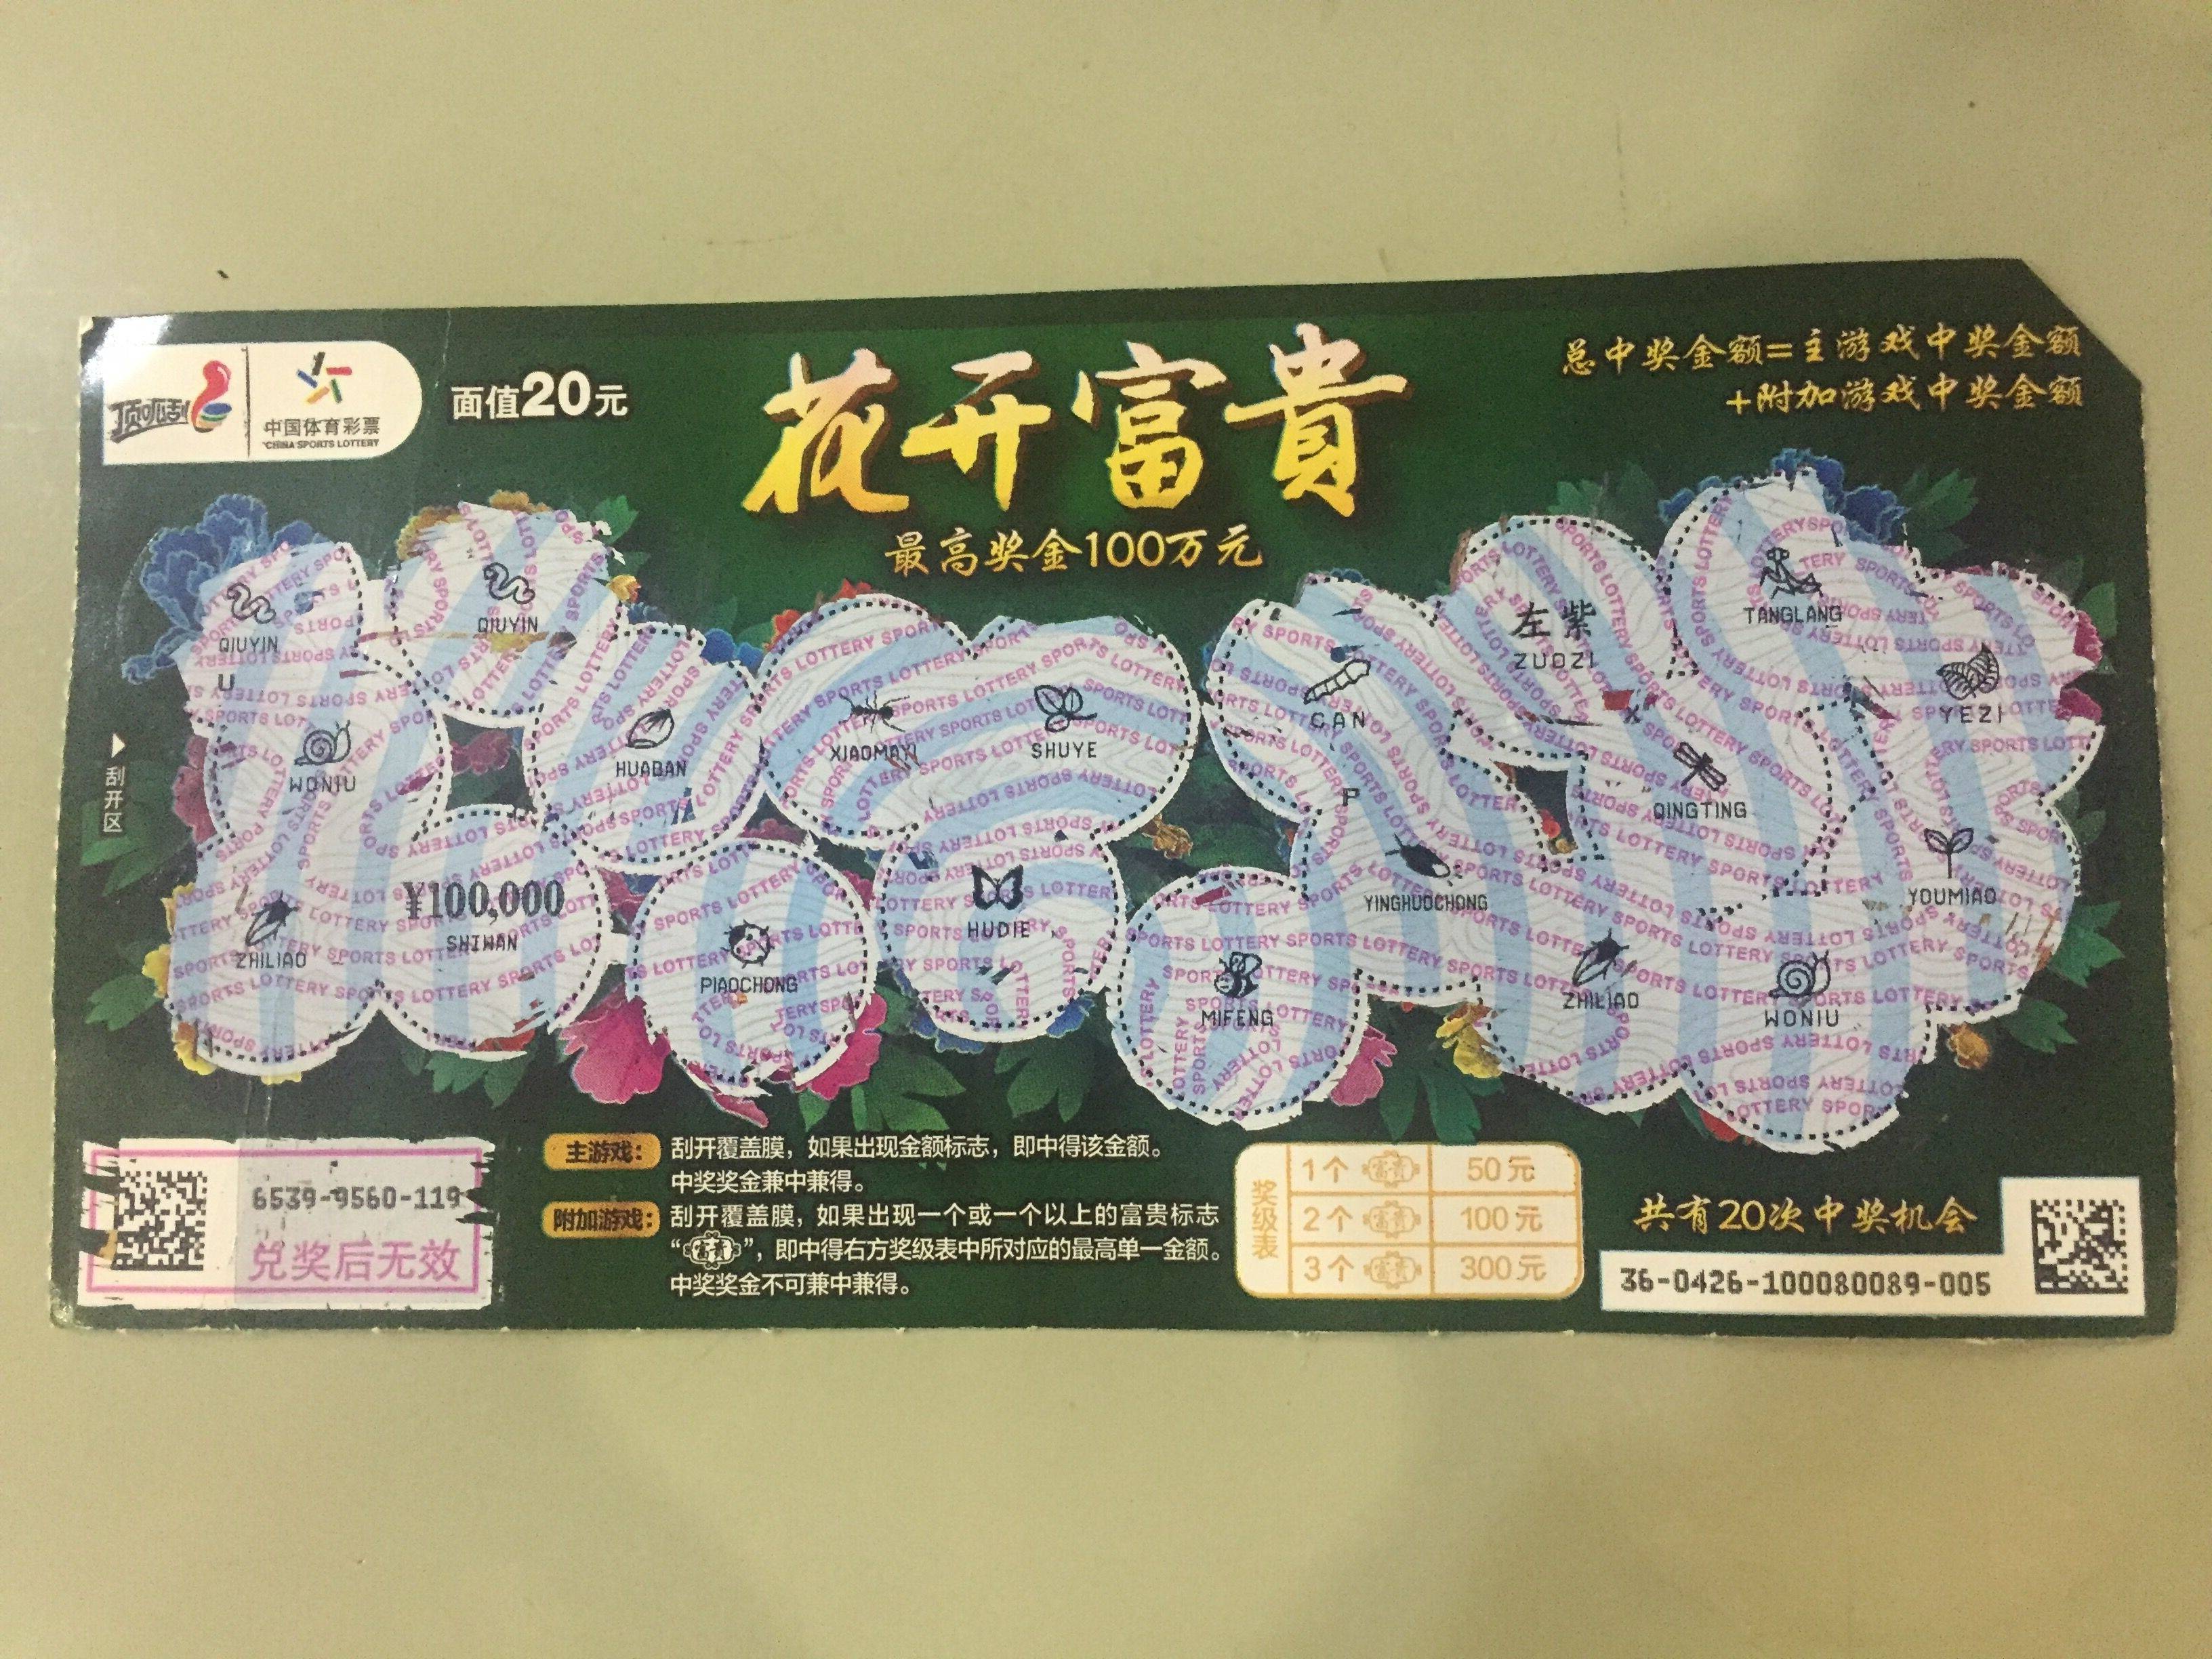 顶呱刮
中国体育彩票
CHINA SPORTS LOTTERY
面值20元
花开富貴
最高奖金100万元
总中奖金额=主游戏中奖金额
+附加游戏中奖金额
刮开区
QIUYIN
U
QIUYIN
WONIU
HUABAN
XIAOMAYI
SHUYE
CAN
P
左紫
ZUOZI
TANGLANG
YEZI
QINGTING
YINGHUOCHONG
YOUMIAO
ZHILIAO
¥100,000
SHIWAN
PIAOCHONG
HUDIE
MIFENG
ZHILIAO
WONIU
6539-9560-119
兑奖后无效
主游戏:
刮开覆盖膜，如果出现金额标志，即中得该金额。
中奖奖金兼中兼得。
附加游戏:
刮开覆盖膜，如果出现一个或一个以上的富贵标志
“富贵”，即中得右方奖级表中所对应的最高单一金额。
中奖奖金不可兼中兼得。
奖级表
1个 富贵 50元
2个 富贵 100元
3个 富贵 300元
共有20次中奖机会
36-0426-100080089-005